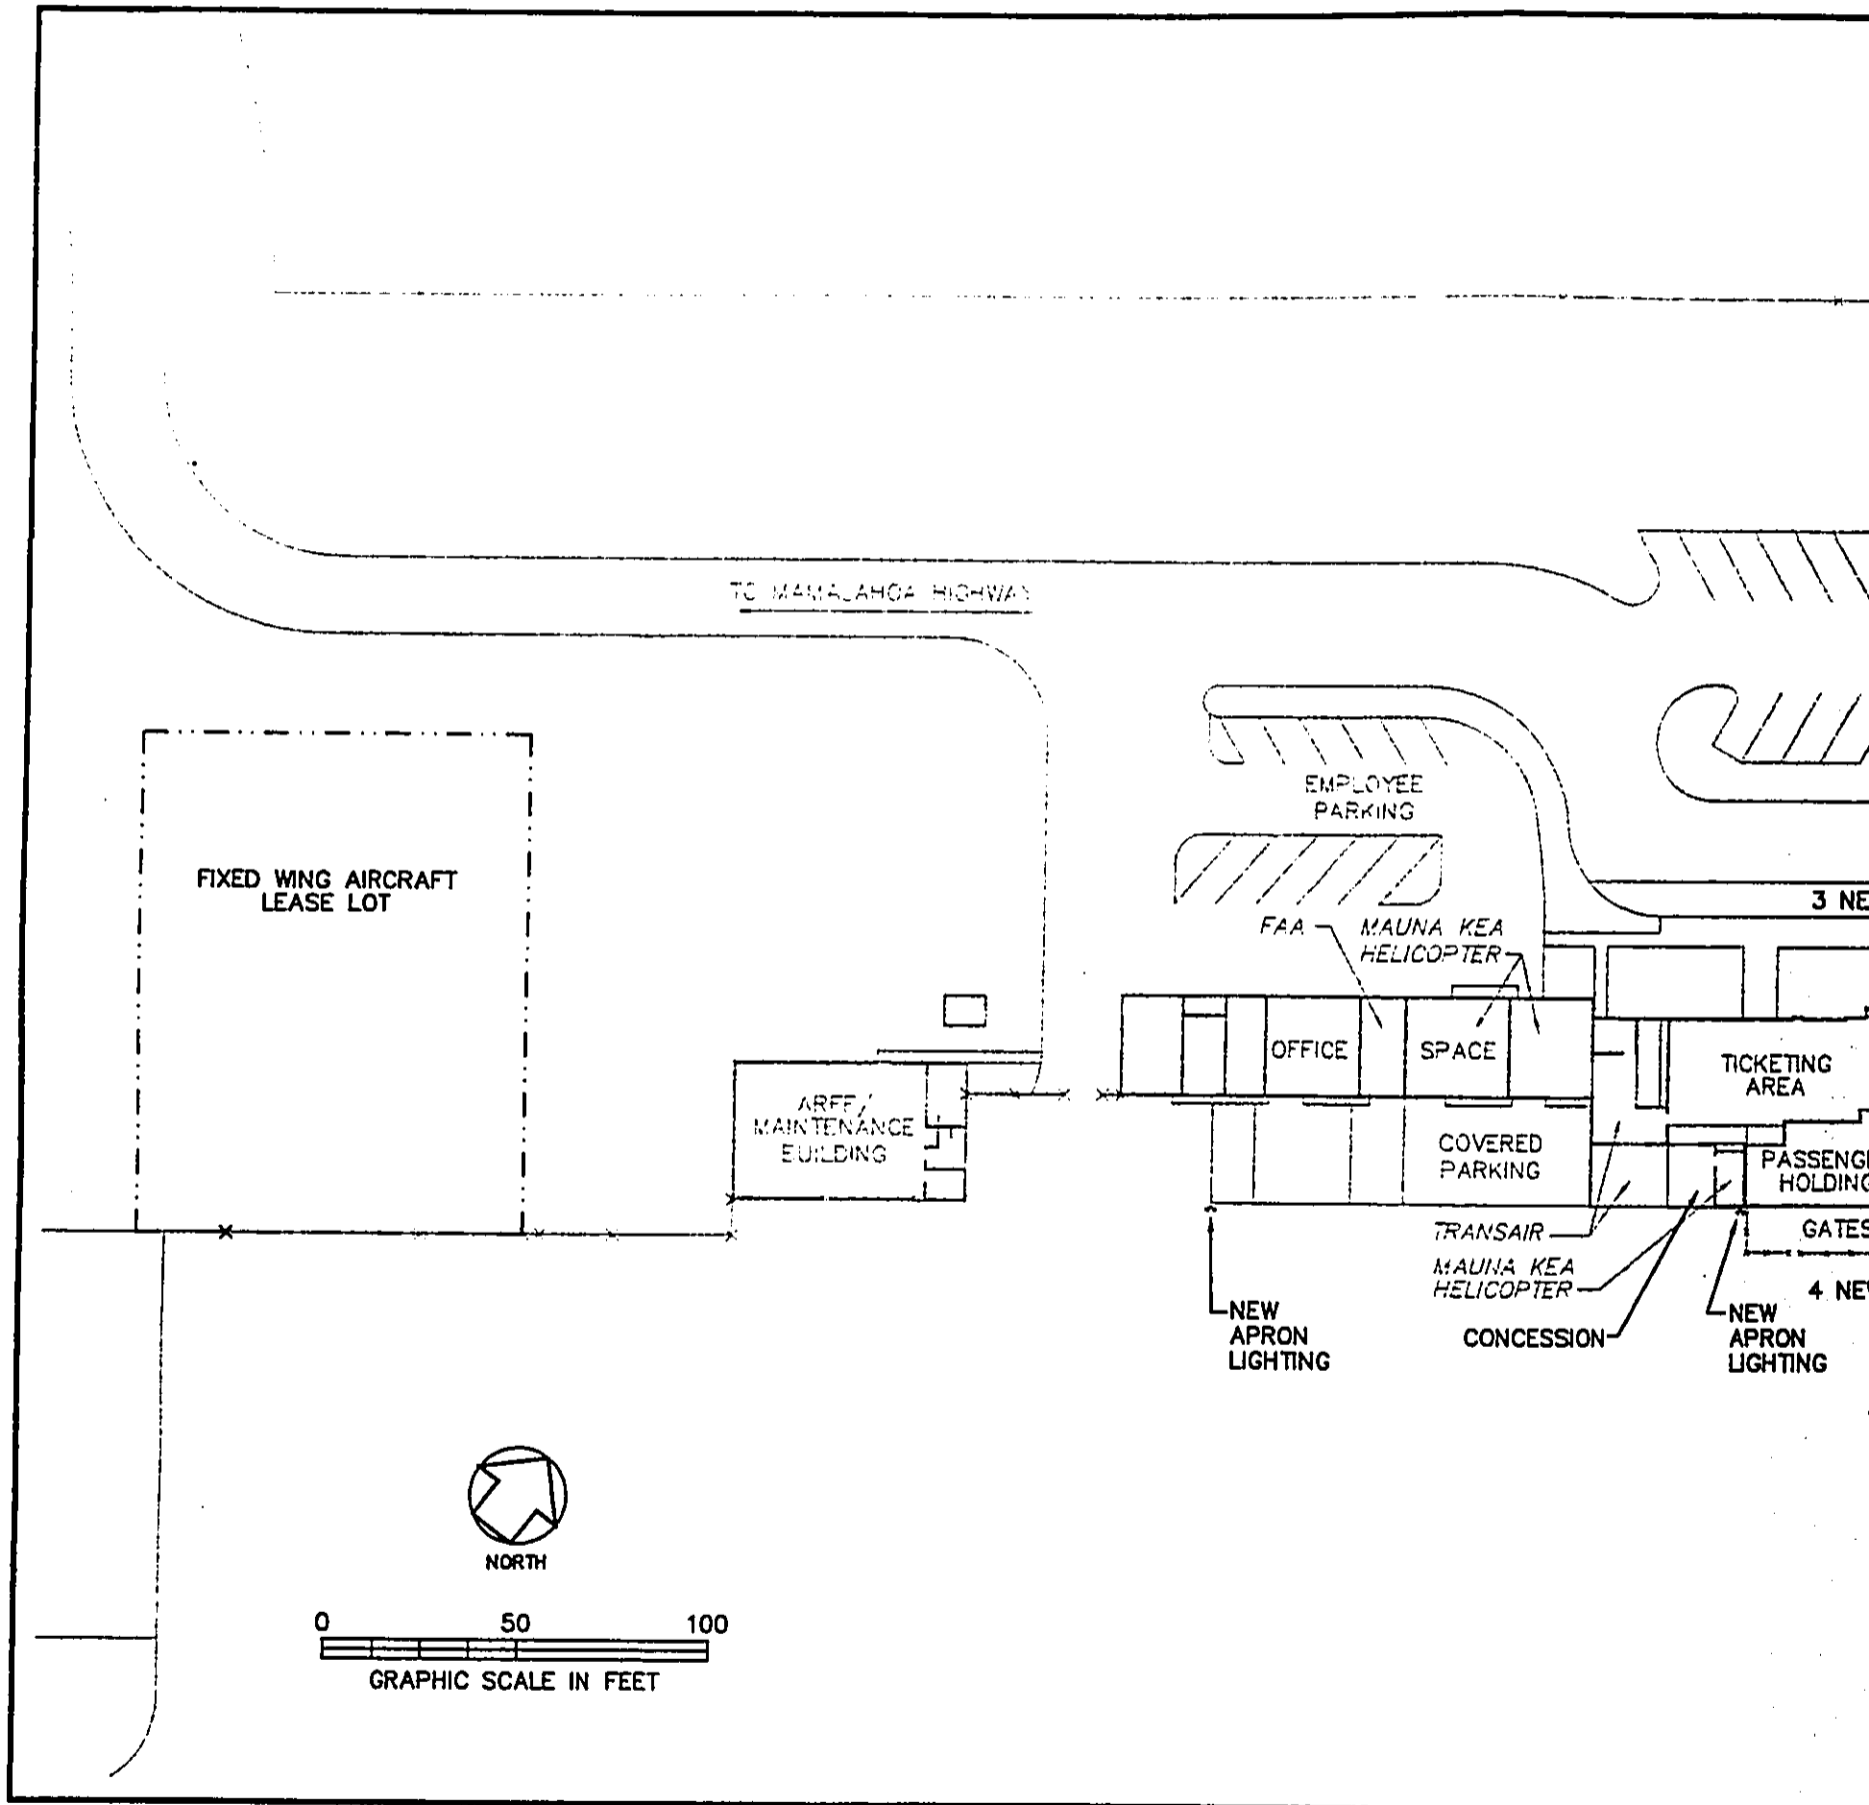 TO MAMALAHOA HIGHWAY
EMPLOYEE
PARKING
FIXED WING AIRCRAFT
LEASE LOT
3 NE
FAA
MAUNA KEA
HELICOPTER
OFFICE
SPACE
TICKETING
AREA
ARFF/
MAINTENANCE
BUILDING
COVERED
PARKING
PASSENGE
HOLDING
TRANSAIR
GATES
MAUNA KEA
HELICOPTER
4 NEW
NEW
APRON
LIGHTING
CONCESSION
NEW
APRON
LIGHTING
NORTH
0 50 100
GRAPHIC SCALE IN FEET